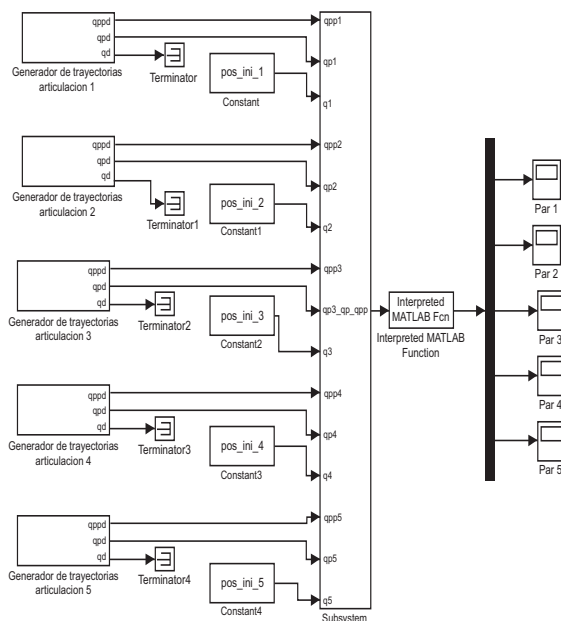 qppd
qpd
qd
Generador de trayectorias
articulacion 1
Terminator
pos_ini_1
Constant
qpp1
qp1
q1
qppd
qpd
qd
Generador de trayectorias
articulacion 2
Terminator1
pos_ini_2
Constant1
qpp2
qp2
q2
qppd
qpd
qd
Generador de trayectorias
articulacion 3
Terminator2
pos_ini_3
Constant2
qpp3
qp3_qp_qpp
q3
qppd
qpd
qd
Generador de trayectorias
articulacion 4
Terminator3
pos_ini_4
Constant3
qpp4
qp4
q4
qppd
qpd
qd
Generador de trayectorias
articulacion 5
Terminator4
pos_ini_5
Constant4
qpp5
qp5
q5
Subsystem
Interpreted
MATLAB Fcn
Interpreted MATLAB
Function
Par 1
Par 2
Par 3
Par 4
Par 5